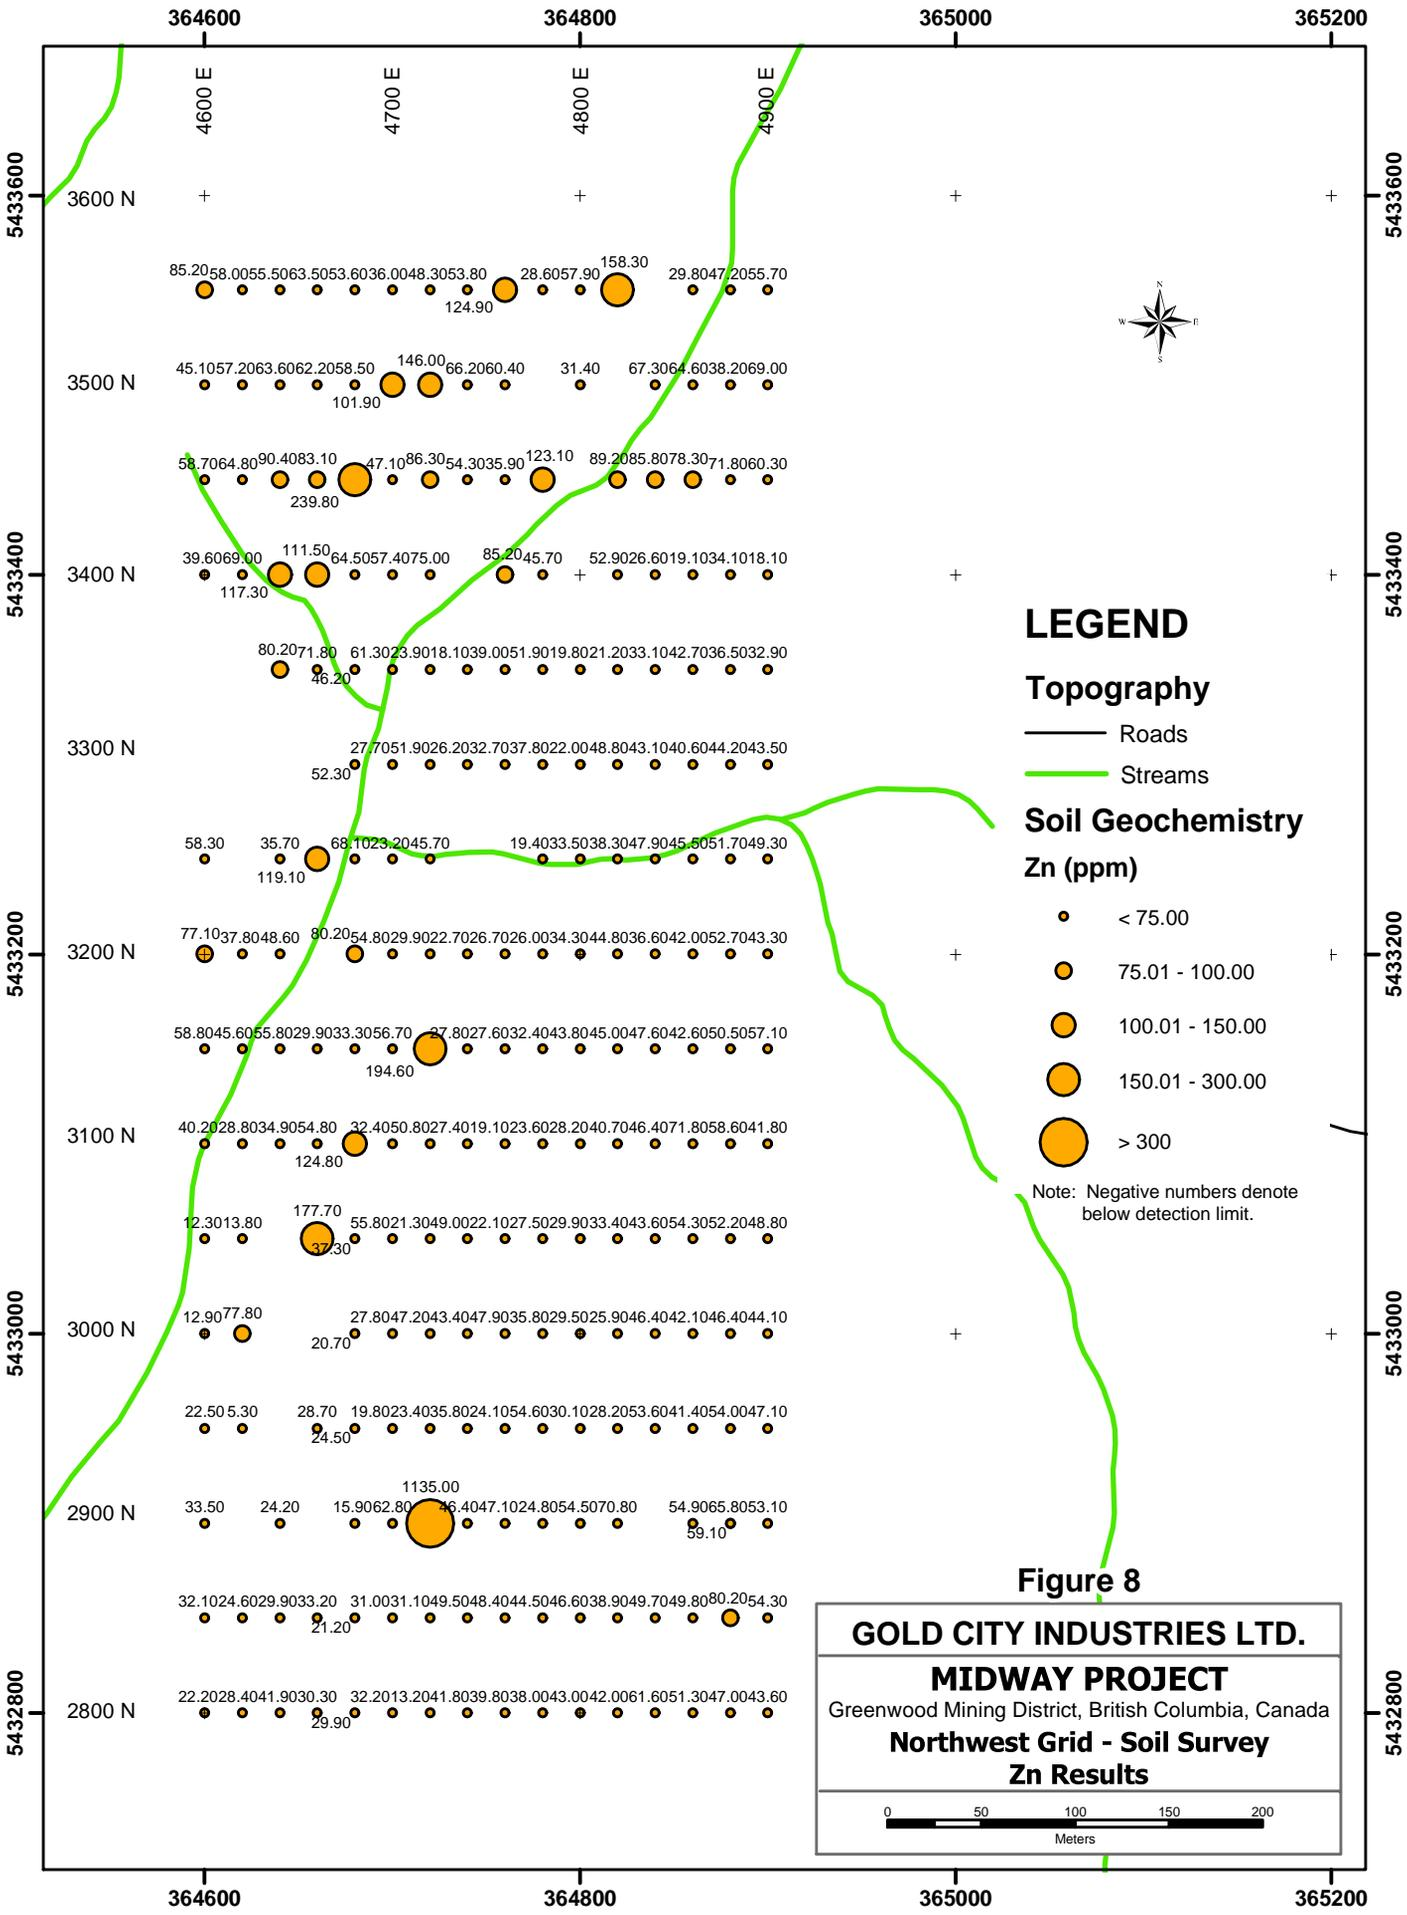 364600 364800 365000 365200
4600 E 4700 E 4800 E 4900 E
5433600 3600 N 5433600
85.20 58.00 55.50 63.50 53.60 36.00 48.30 53.80 124.90 28.60 57.90 158.30 29.80 47.20 55.70
N
W E
S
3500 N
45.10 57.20 63.60 62.20 58.50 101.90 146.00 66.20 60.40 31.40 67.30 64.60 38.20 69.00
58.70 64.80 90.40 83.10 239.80 47.10 86.30 54.30 35.90 123.10 89.20 85.80 78.30 71.80 60.30
5433400 3400 N 5433400
39.60 69.00 117.30 111.50 64.50 57.40 75.00 85.20 45.70 52.90 26.60 19.10 34.10 18.10
80.20 71.80 46.20 61.30 23.90 18.10 39.00 51.90 19.80 21.20 33.10 42.70 36.50 32.90
3300 N
52.30 27.70 51.90 26.20 32.70 37.80 22.00 48.80 43.10 40.60 44.20 43.50
58.30 35.70 119.10 68.10 23.20 45.70 19.40 33.50 38.30 47.90 45.50 51.70 49.30
5433200 3200 N 5433200
77.10 37.80 48.60 80.20 54.80 29.90 22.70 26.70 26.00 34.30 44.80 36.60 42.00 52.70 43.30
58.80 45.60 55.80 29.90 33.30 56.70 194.60 27.80 27.60 32.40 43.80 45.00 47.60 42.60 50.50 57.10
3100 N
40.20 28.80 34.90 54.80 124.80 32.40 50.80 27.40 19.10 23.60 28.20 40.70 46.40 71.80 58.60 41.80
12.30 13.80 177.70 37.30 55.80 21.30 49.00 22.10 27.50 29.90 33.40 43.60 54.30 52.20 48.80
5433000 3000 N 5433000
12.90 77.80 20.70 27.80 47.20 43.40 47.90 35.80 29.50 25.90 46.40 42.10 46.40 44.10
22.50 5.30 28.70 24.50 19.80 23.40 35.80 24.10 54.60 30.10 28.20 53.60 41.40 54.00 47.10
2900 N
33.50 24.20 15.90 62.80 1135.00 46.40 47.10 24.80 54.50 70.80 54.90 59.10 65.80 53.10
32.10 24.60 29.90 33.20 21.20 31.00 31.10 49.50 48.40 44.50 46.60 38.90 49.70 49.80 80.20 54.30
5432800 2800 N 5432800
22.20 28.40 41.90 30.30 29.90 32.20 13.20 41.80 39.80 38.00 43.00 42.00 61.60 51.30 47.00 43.60
LEGEND
Topography
Roads
Streams
Soil Geochemistry
Zn (ppm)
< 75.00
75.01 - 100.00
100.01 - 150.00
150.01 - 300.00
> 300
Note: Negative numbers denote
below detection limit.
Figure 8
GOLD CITY INDUSTRIES LTD.
MIDWAY PROJECT
Greenwood Mining District, British Columbia, Canada
Northwest Grid - Soil Survey
Zn Results
0 50 100 150 200
Meters
364600 364800 365000 365200